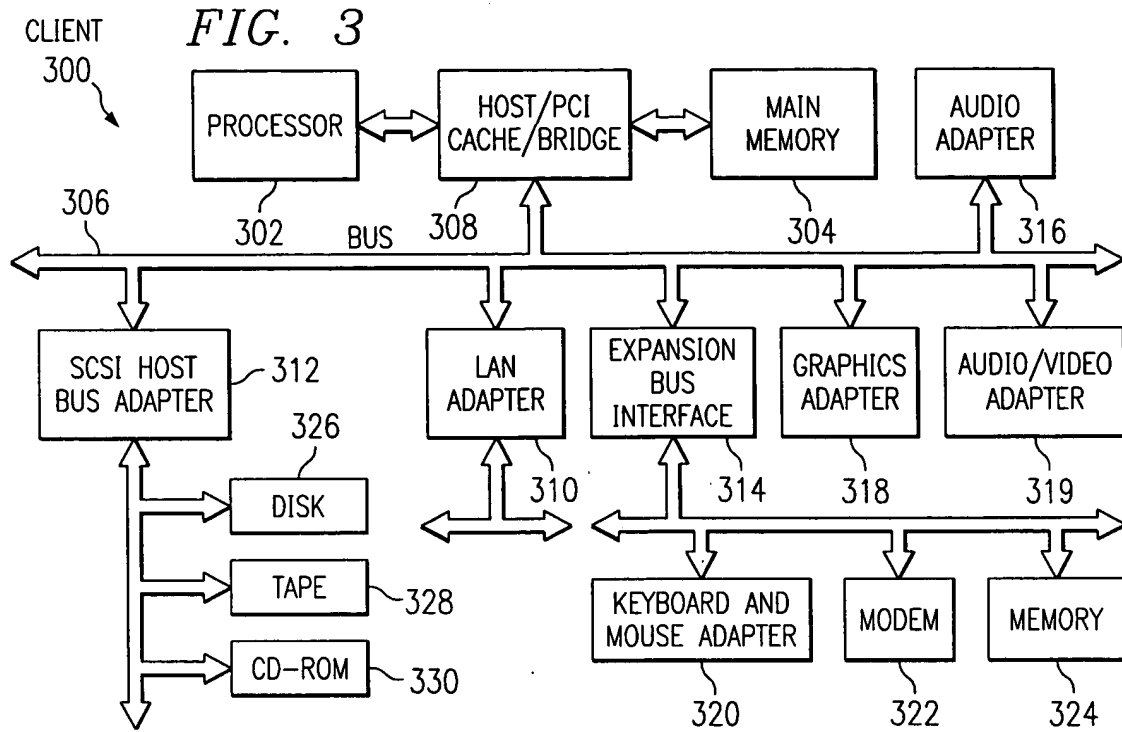 CLIENT
300
FIG. 3
PROCESSOR
302
HOST/PCI
CACHE/BRIDGE
308
MAIN
MEMORY
304
AUDIO
ADAPTER
316
306
BUS
SCSI HOST
BUS ADAPTER
312
LAN
ADAPTER
310
EXPANSION
BUS
INTERFACE
314
GRAPHICS
ADAPTER
318
AUDIO/VIDEO
ADAPTER
319
326
DISK
TAPE
328
CD-ROM
330
KEYBOARD AND
MOUSE ADAPTER
320
MODEM
322
MEMORY
324